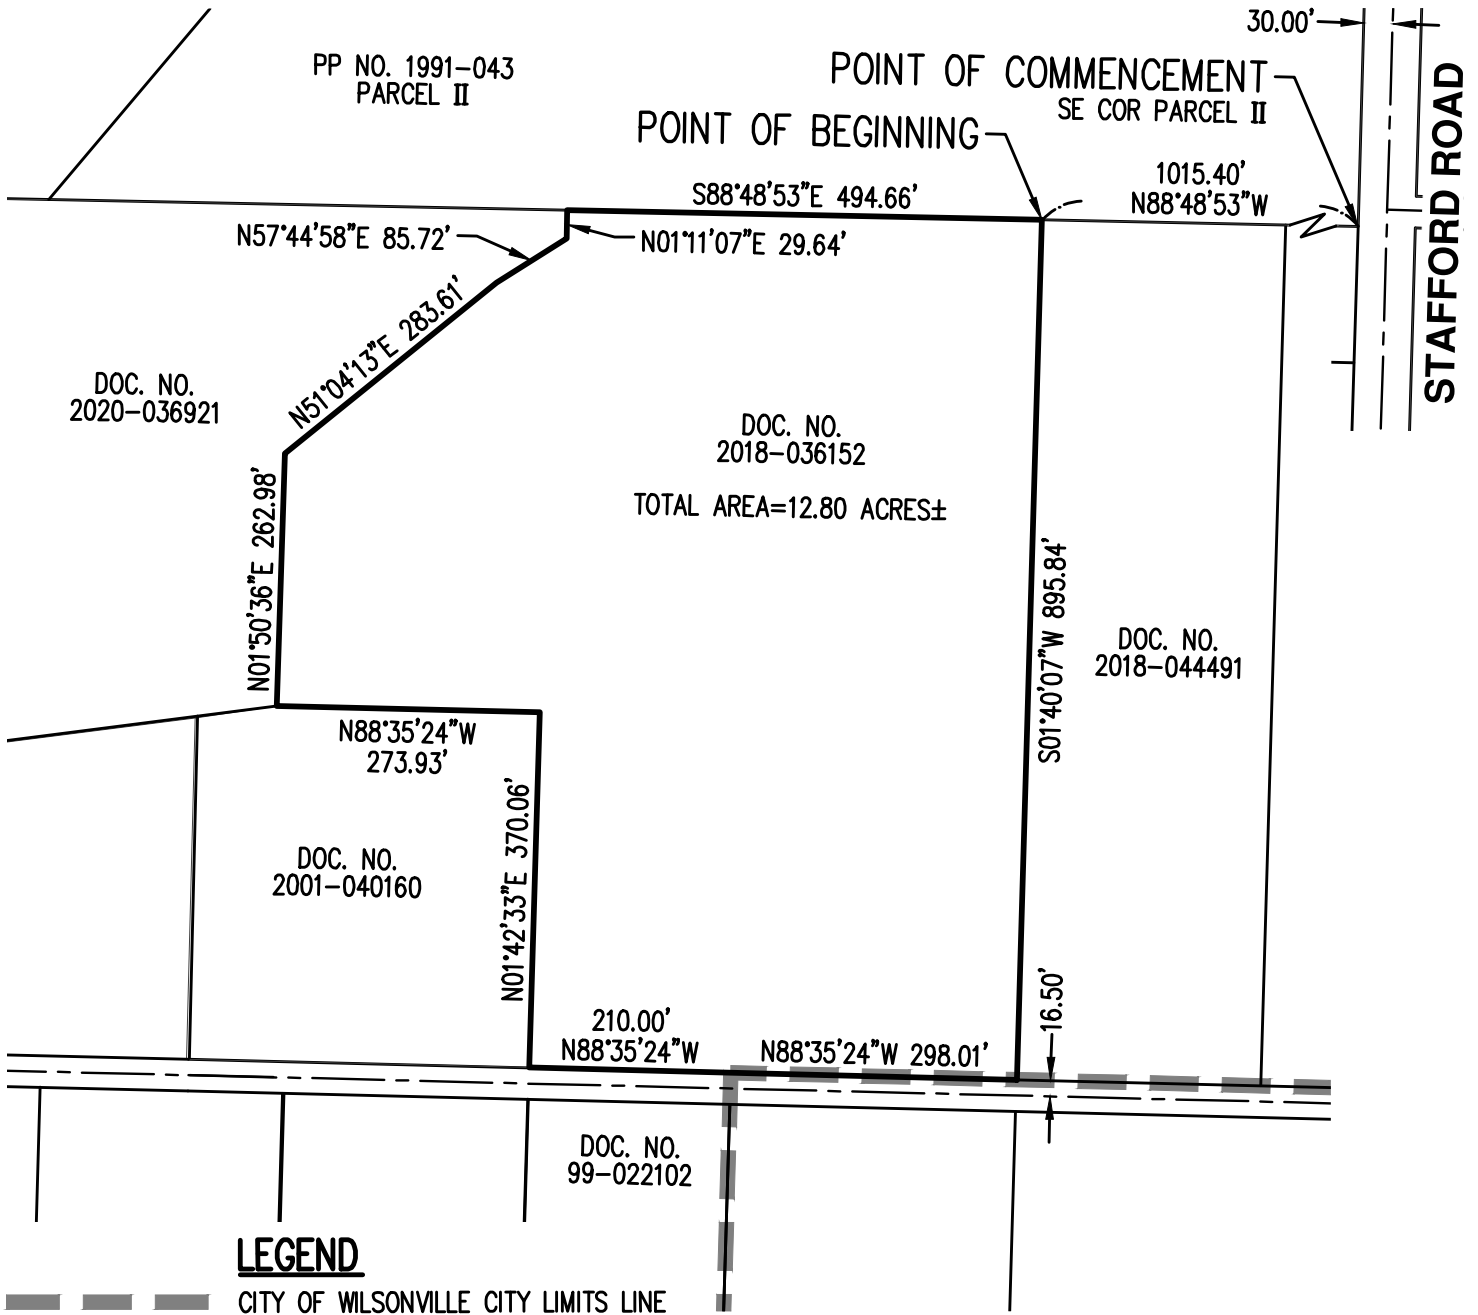 30.00'
PP NO. 1991-043
PARCEL II
POINT OF COMMENCEMENT
SE COR PARCEL II
POINT OF BEGINNING
STAFFORD ROAD
1015.40'
N88°48'53"W
S88°48'53"E 494.66'
N57°44'58"E 85.72'
N01°11'07"E 29.64'
N51°04'13"E 283.61'
DOC. NO.
2020-036921
DOC. NO.
2018-036152
TOTAL AREA=12.80 ACRES±
N01°50'36"E 262.98'
S01°40'07"W 895.84'
DOC. NO.
2018-044491
N88°35'24"W
273.93'
N01°42'33"E 370.06'
DOC. NO.
2001-040160
210.00'
N88°35'24"W
N88°35'24"W 298.01'
16.50'
DOC. NO.
99-022102
LEGEND
CITY OF WILSONVILLE CITY LIMITS LINE